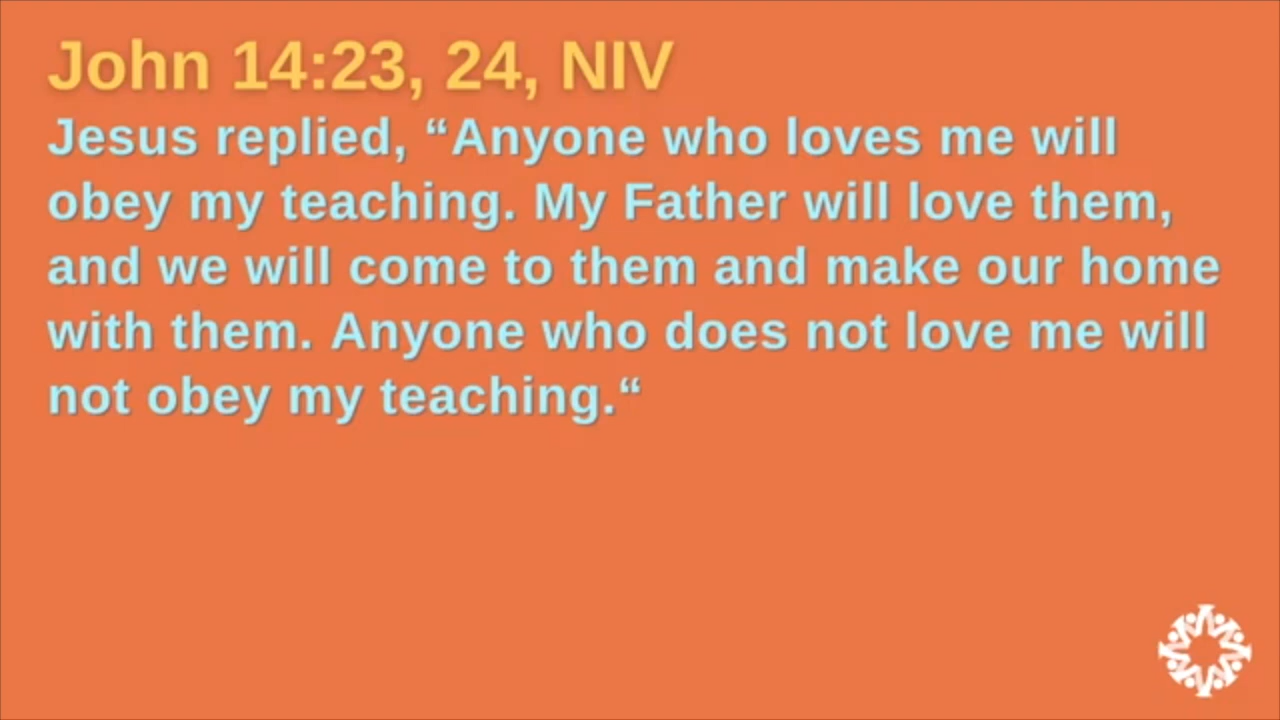 John 14:23, 24, NIV
Jesus replied, “Anyone who loves me will
obey my teaching. My Father will love them,
and we will come to them and make our home
with them. Anyone who does not love me will
not obey my teaching.“